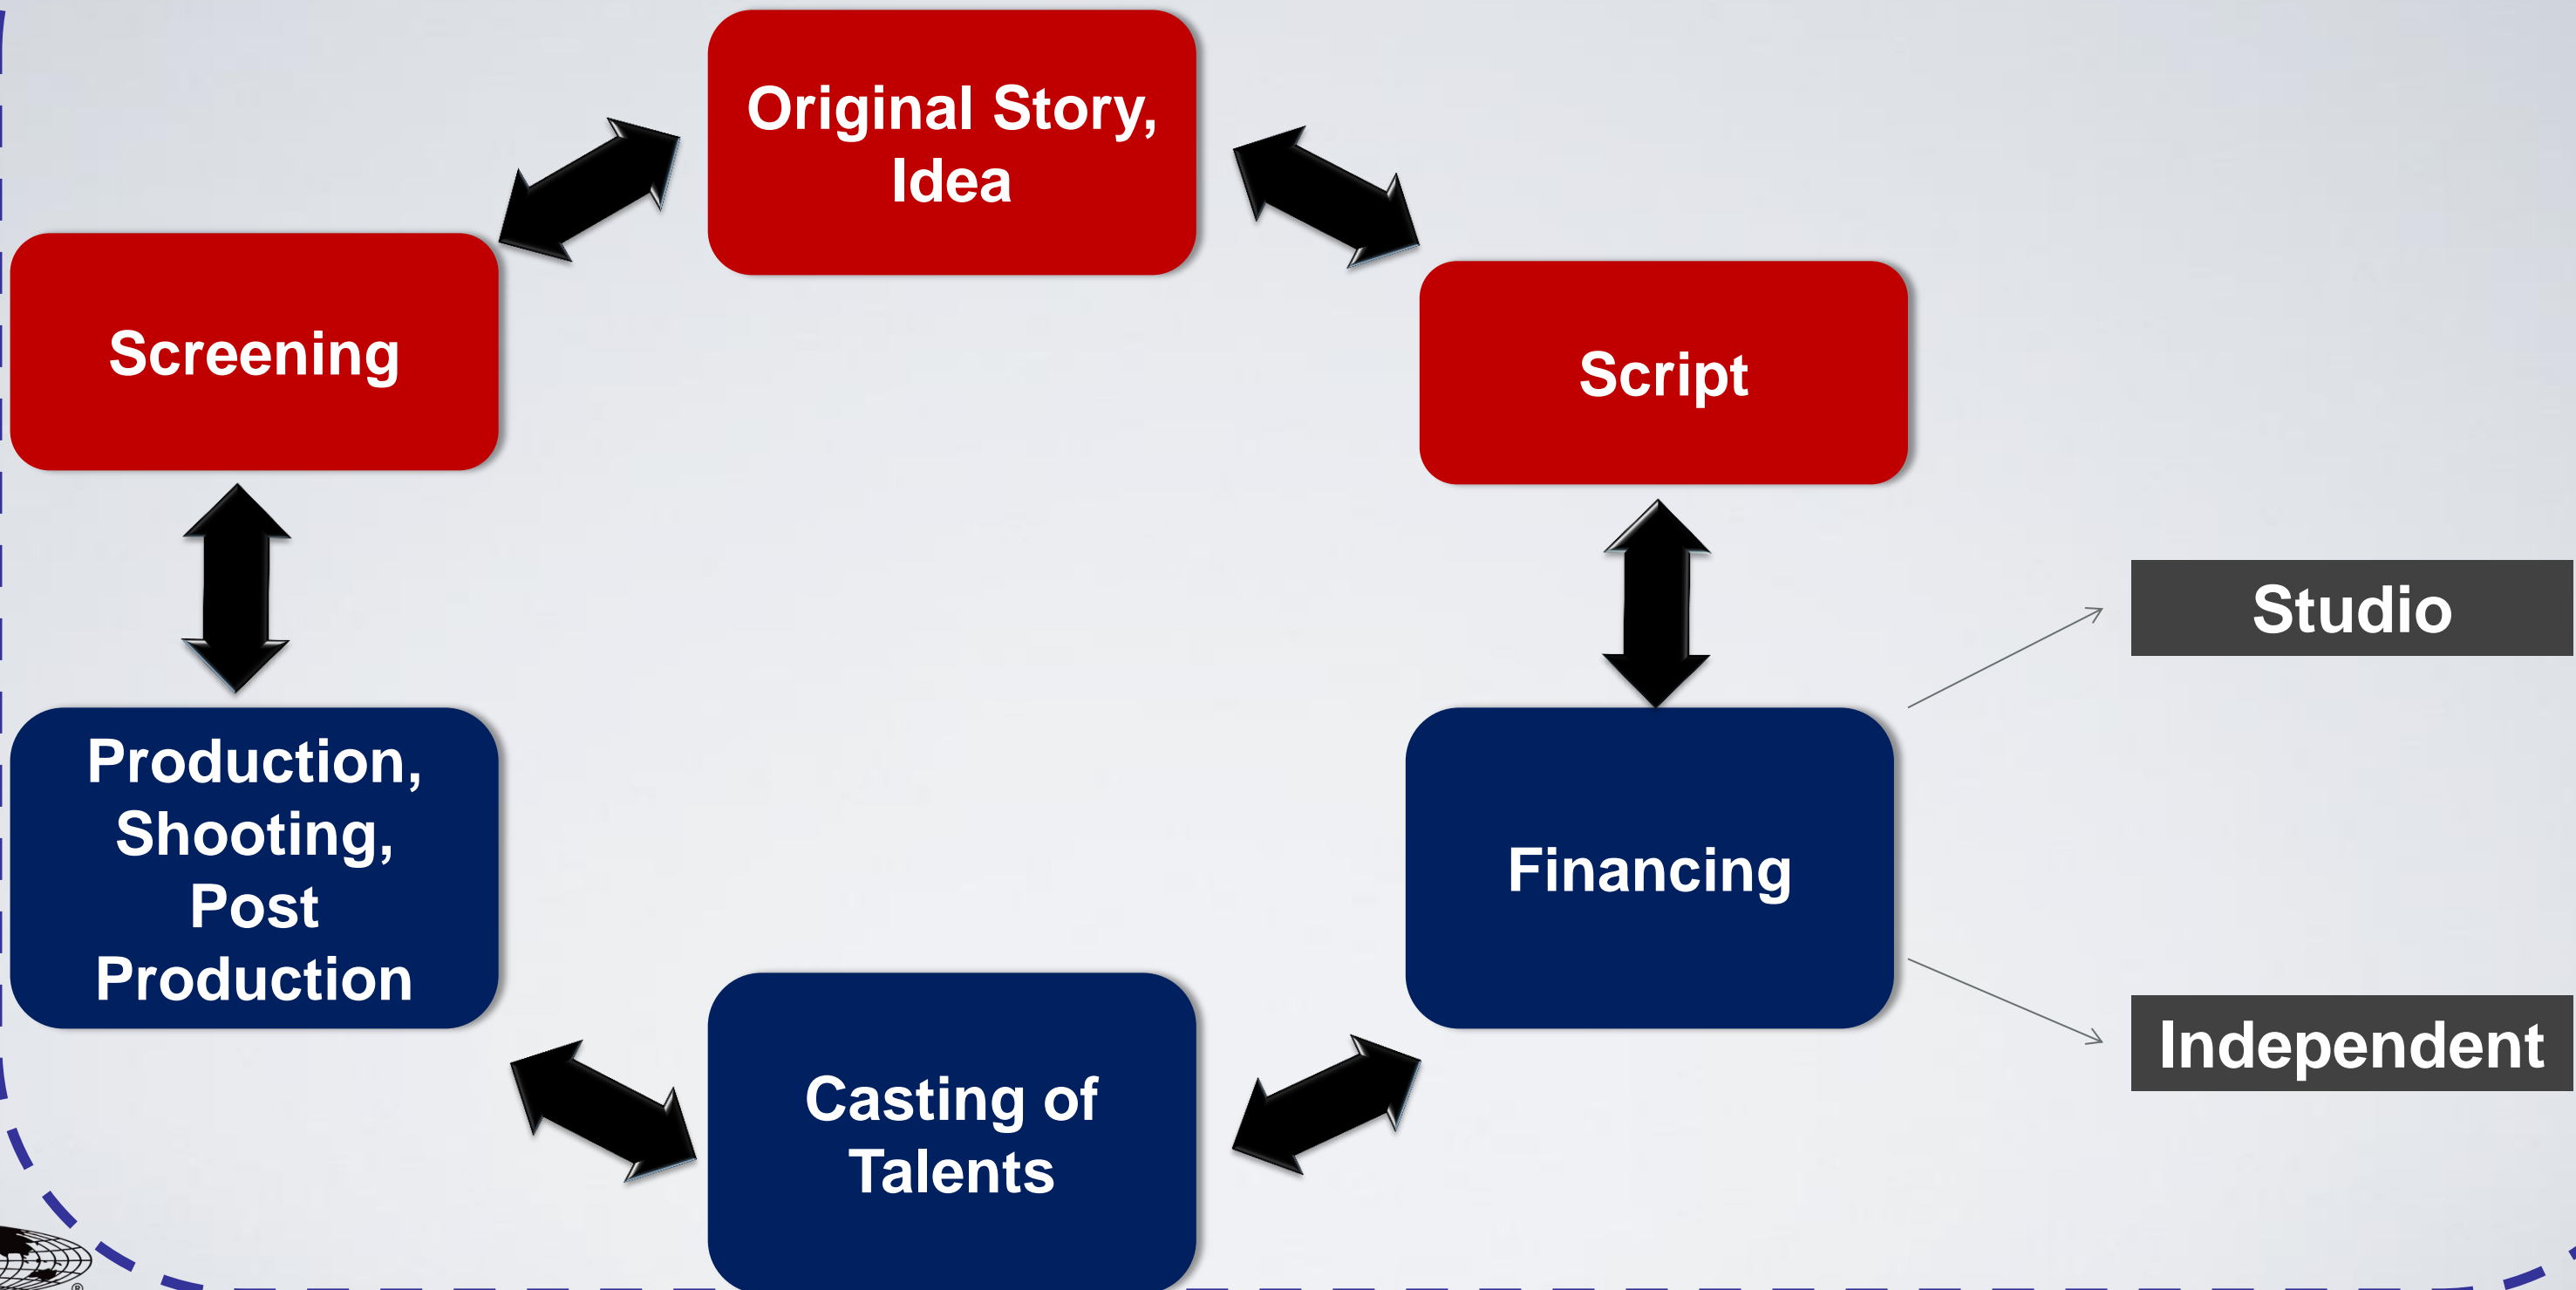 Original Story,
Idea
Screening
Script
Studio
Production,
Shooting,
Post
Production
Financing
Independent
Casting of
Talents
®